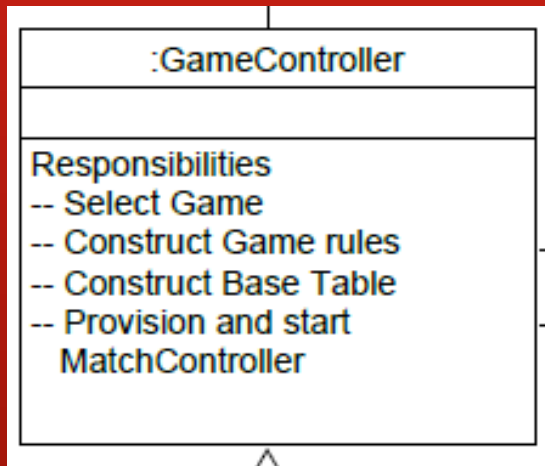 :GameController
Responsibilities
-- Select Game
-- Construct Game rules
-- Construct Base Table
-- Provision and start
MatchController